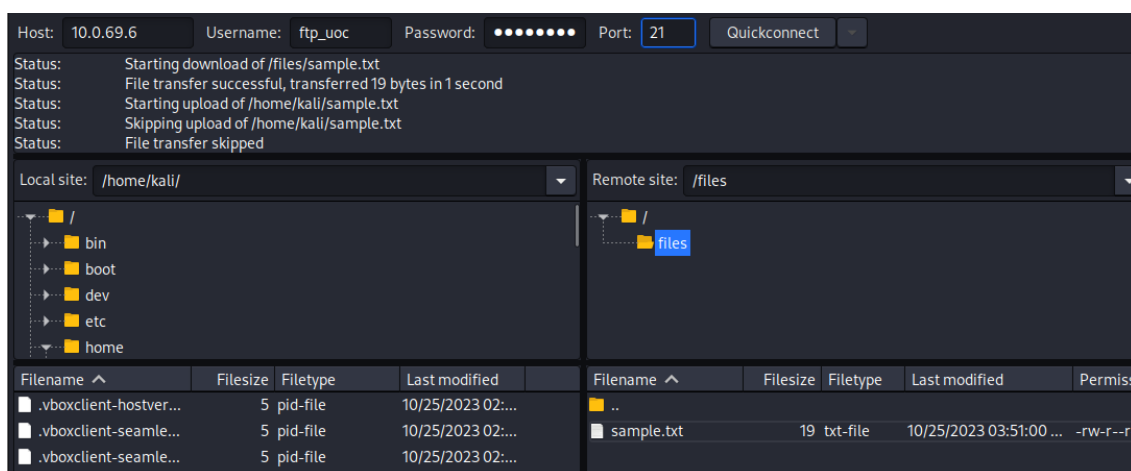 Host: 10.0.69.6 Username: ftp_uoc Password: ●●●●●●●● Port: 21 Quickconnect
Status: Starting download of /files/sample.txt
Status: File transfer successful, transferred 19 bytes in 1 second
Status: Starting upload of /home/kali/sample.txt
Status: Skipping upload of /home/kali/sample.txt
Status: File transfer skipped
Local site: /home/kali/
/
bin
boot
dev
etc
home
Remote site: /files
/
files
Filename Filesize Filetype Last modified
.vboxclient-hostver... 5 pid-file 10/25/2023 02:...
.vboxclient-seamle... 5 pid-file 10/25/2023 02:...
.vboxclient-seamle... 5 pid-file 10/25/2023 02:...
Filename Filesize Filetype Last modified Permiss
..
sample.txt 19 txt-file 10/25/2023 03:51:00 ... -rw-r--r